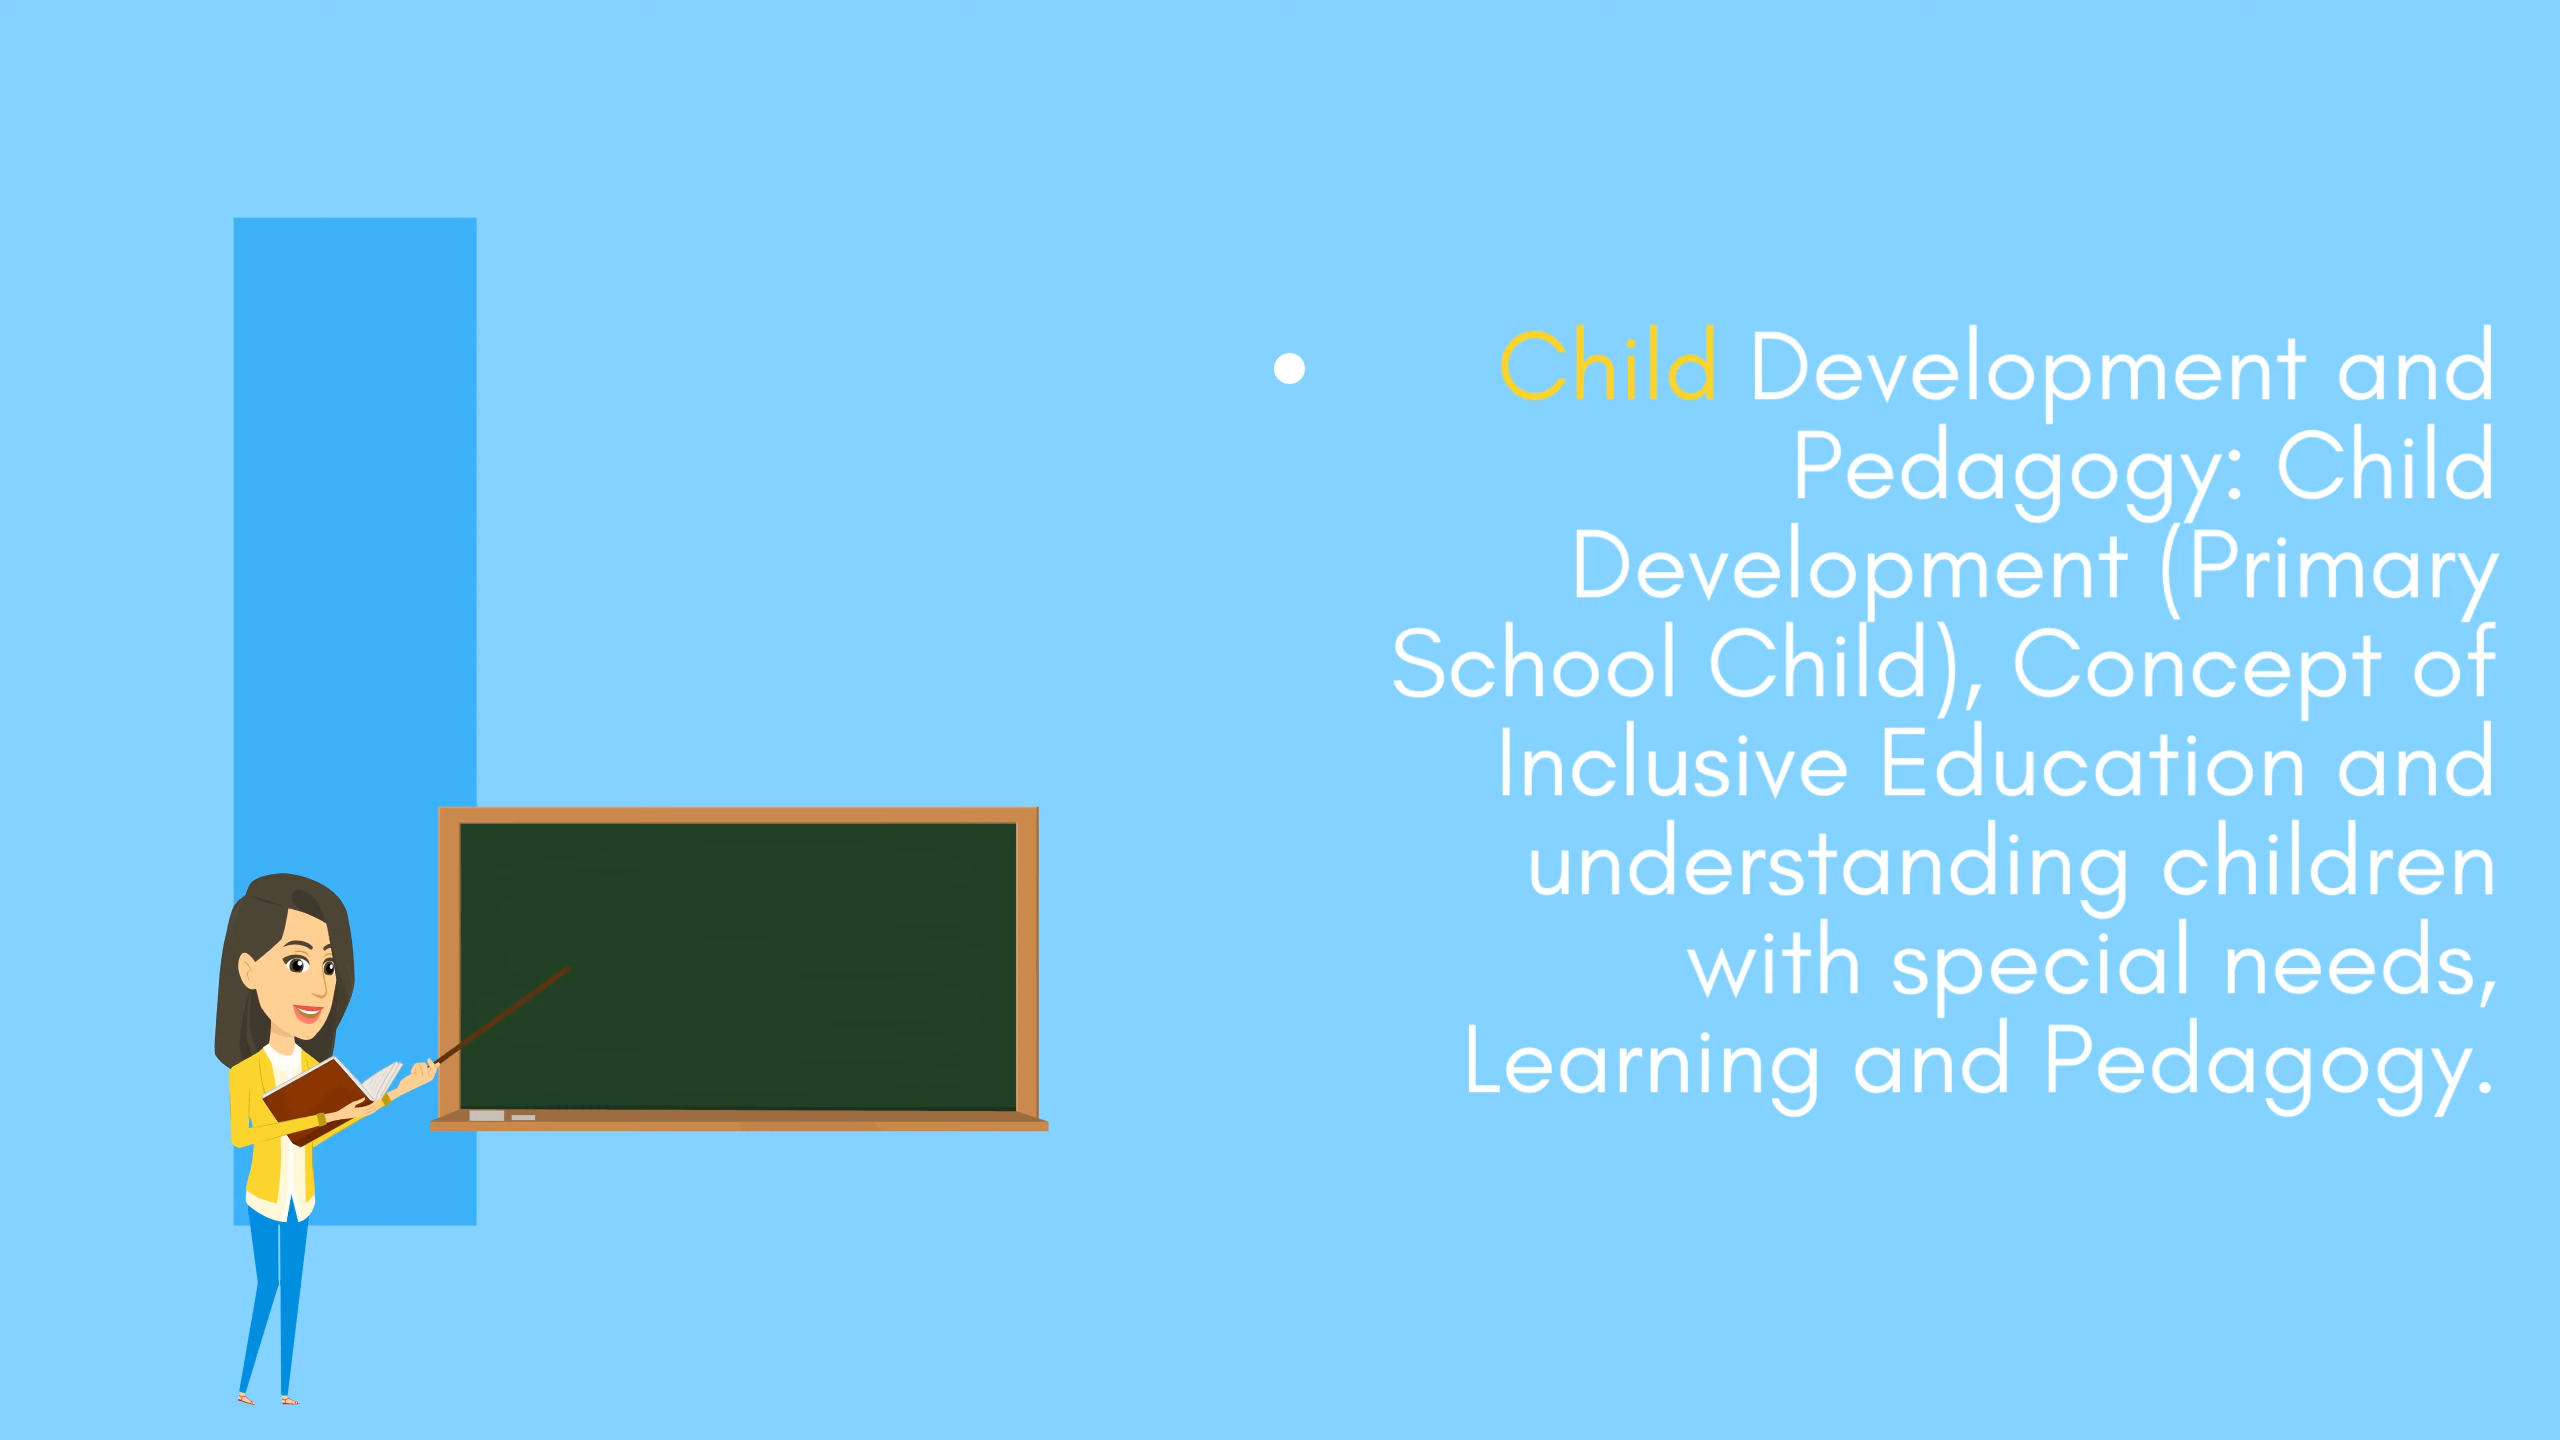 Child Development and
Pedagogy: Child
Development (Primary
School Child), Concept of
Inclusive Education and
understanding children
with special needs,
Learning and Pedagogy.